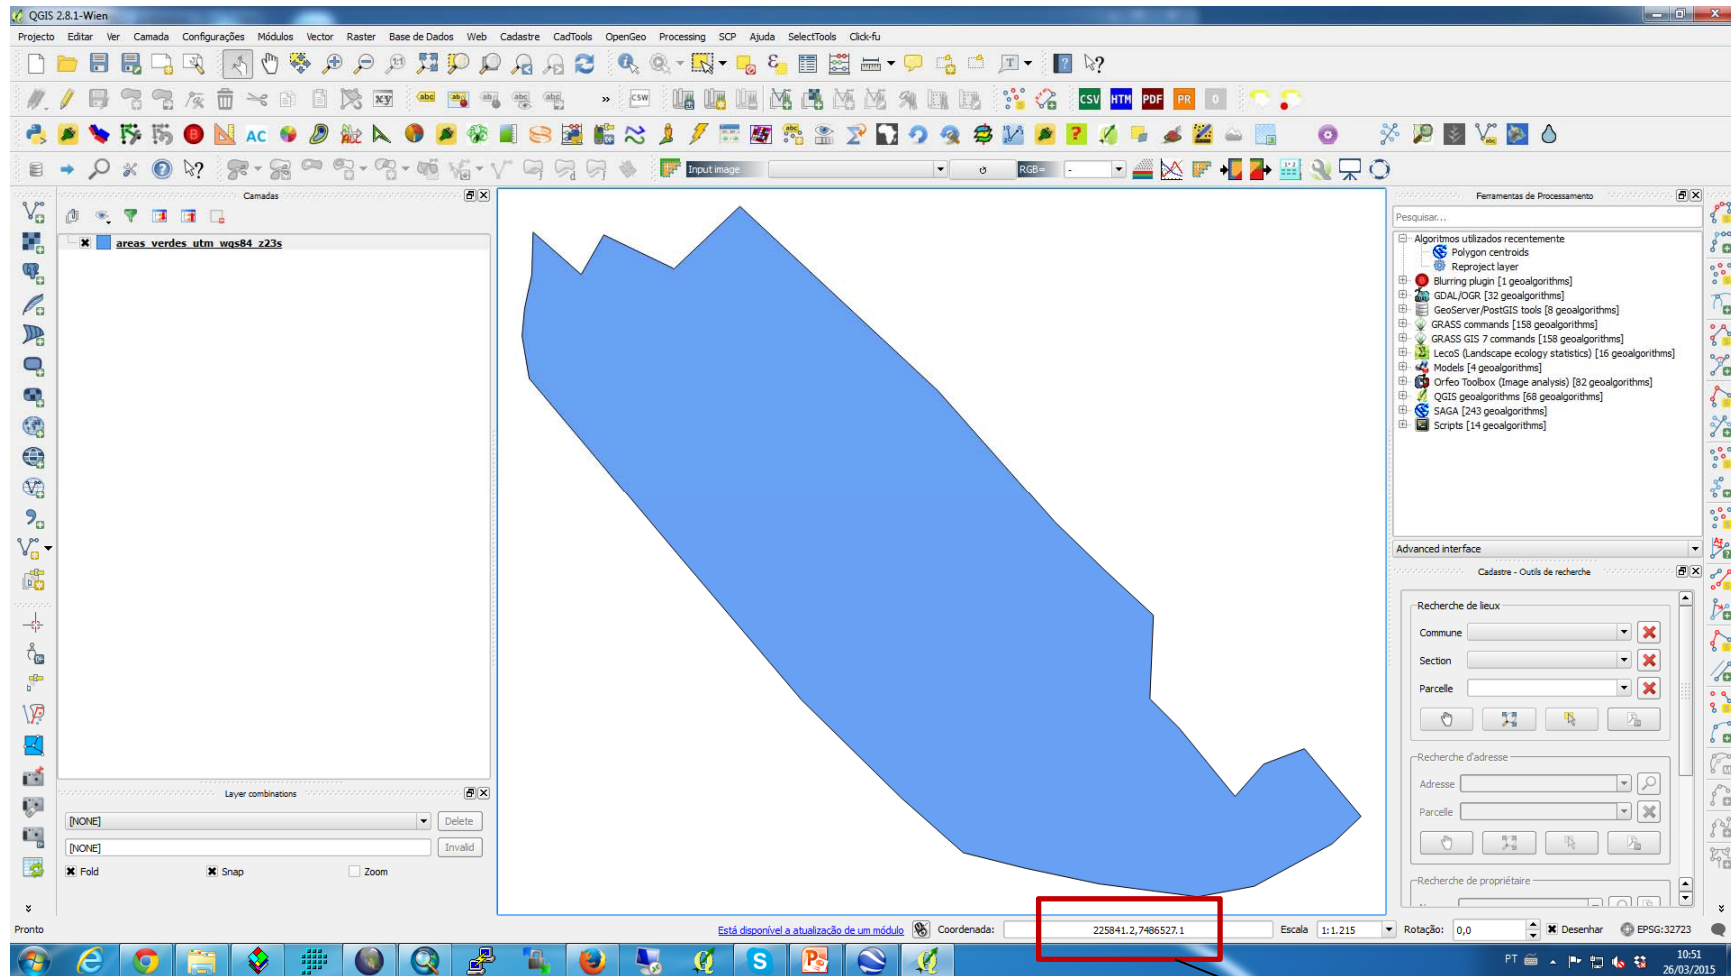 QGIS 2.8.1-Wien
Projecto Editar Ver Camada Configurações Módulos Vector Raster Base de Dados Web Cadastre CadTools OpenGeo Processing SCP Ajuda SelectTools Click-fu
CSW CSV HTM PDF PR 0
AC
Input image RGB= -
Camadas
areas_verdes_utm_wgs84_z23s
Layer combinations
[NONE] Delete
[NONE] Invalid
Fold Snap Zoom
Ferramentas de Processamento
Pesquisar...
Algoritmos utilizados recentemente
Polygon centroids
Reproject layer
Blurring plugin [1 geoalgorithms]
GDAL/OGR [32 geoalgorithms]
GeoServer/PostGIS tools [8 geoalgorithms]
GRASS commands [158 geoalgorithms]
GRASS GIS 7 commands [158 geoalgorithms]
LecoS (Landscape ecology statistics) [16 geoalgorithms]
Models [4 geoalgorithms]
Orfeo Toolbox (Image analysis) [82 geoalgorithms]
QGIS geoalgorithms [68 geoalgorithms]
SAGA [243 geoalgorithms]
Scripts [14 geoalgorithms]
Advanced interface
Cadastre - Outils de recherche
Recherche de lieux
Commune
Section
Parcelle
Recherche d'adresse
Adresse
Parcelle
Recherche de propriétaire
Pronto Está disponível a atualização de um módulo Coordenada: 225841.2,7486527.1 Escala 1:1.215 Rotação: 0,0 Desenhar EPSG:32723
PT 10:51
26/03/2015